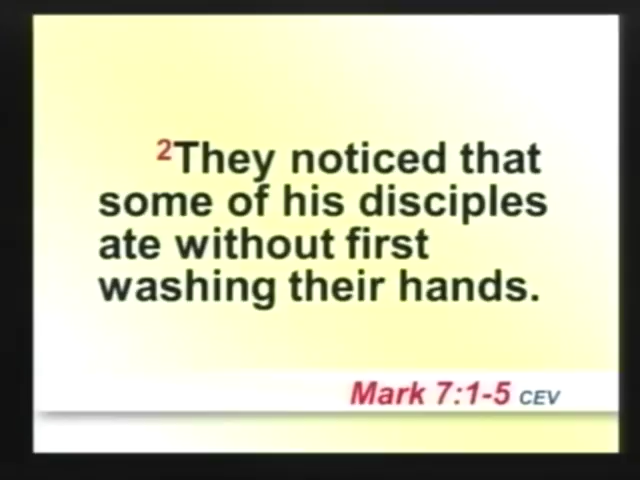 2They noticed that
some of his disciples
ate without first
washing their hands.
Mark 7:1-5 CEV